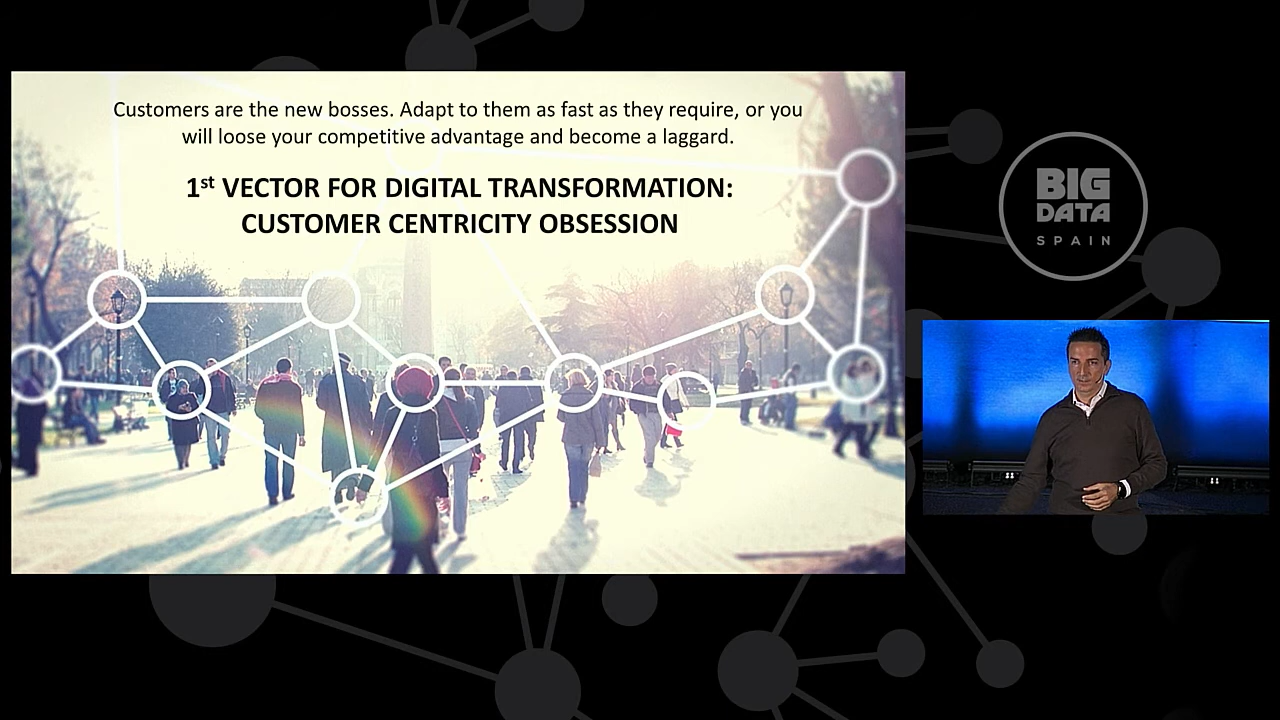 Customers are the new bosses. Adapt to them as fast as they require, or you
will loose your competitive advantage and become a laggard.
1st VECTOR FOR DIGITAL TRANSFORMATION:
CUSTOMER CENTRICITY OBSESSION
BIG
DATA
SPAIN